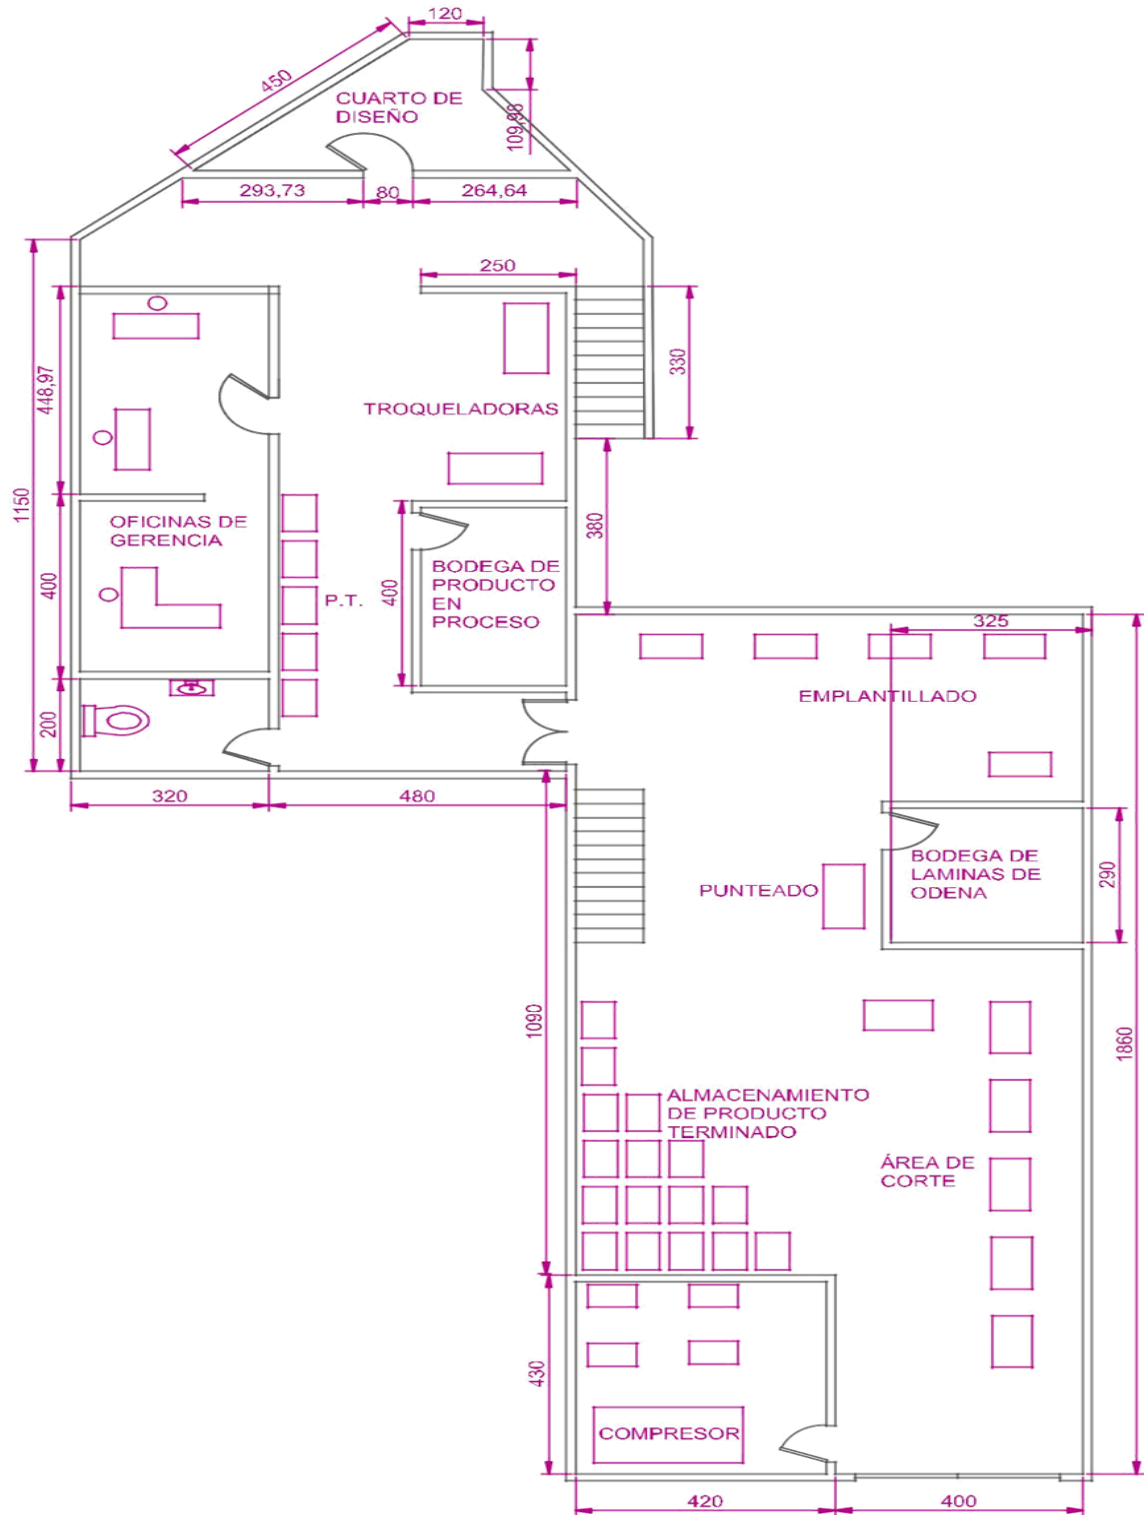 120
450
CUARTO DE
DISEÑO
109,98
293,73
80
264,64
250
330
448,97
TROQUELADORAS
1150
OFICINAS DE
GERENCIA
380
400
400
BODEGA DE
PRODUCTO
EN
PROCESO
P.T.
325
EMPLANTILLADO
200
320
480
BODEGA DE
LAMINAS DE
ODENA
290
PUNTEADO
1090
1860
ALMACENAMIENTO
DE PRODUCTO
TERMINADO
ÁREA DE
CORTE
430
COMPRESOR
420
400